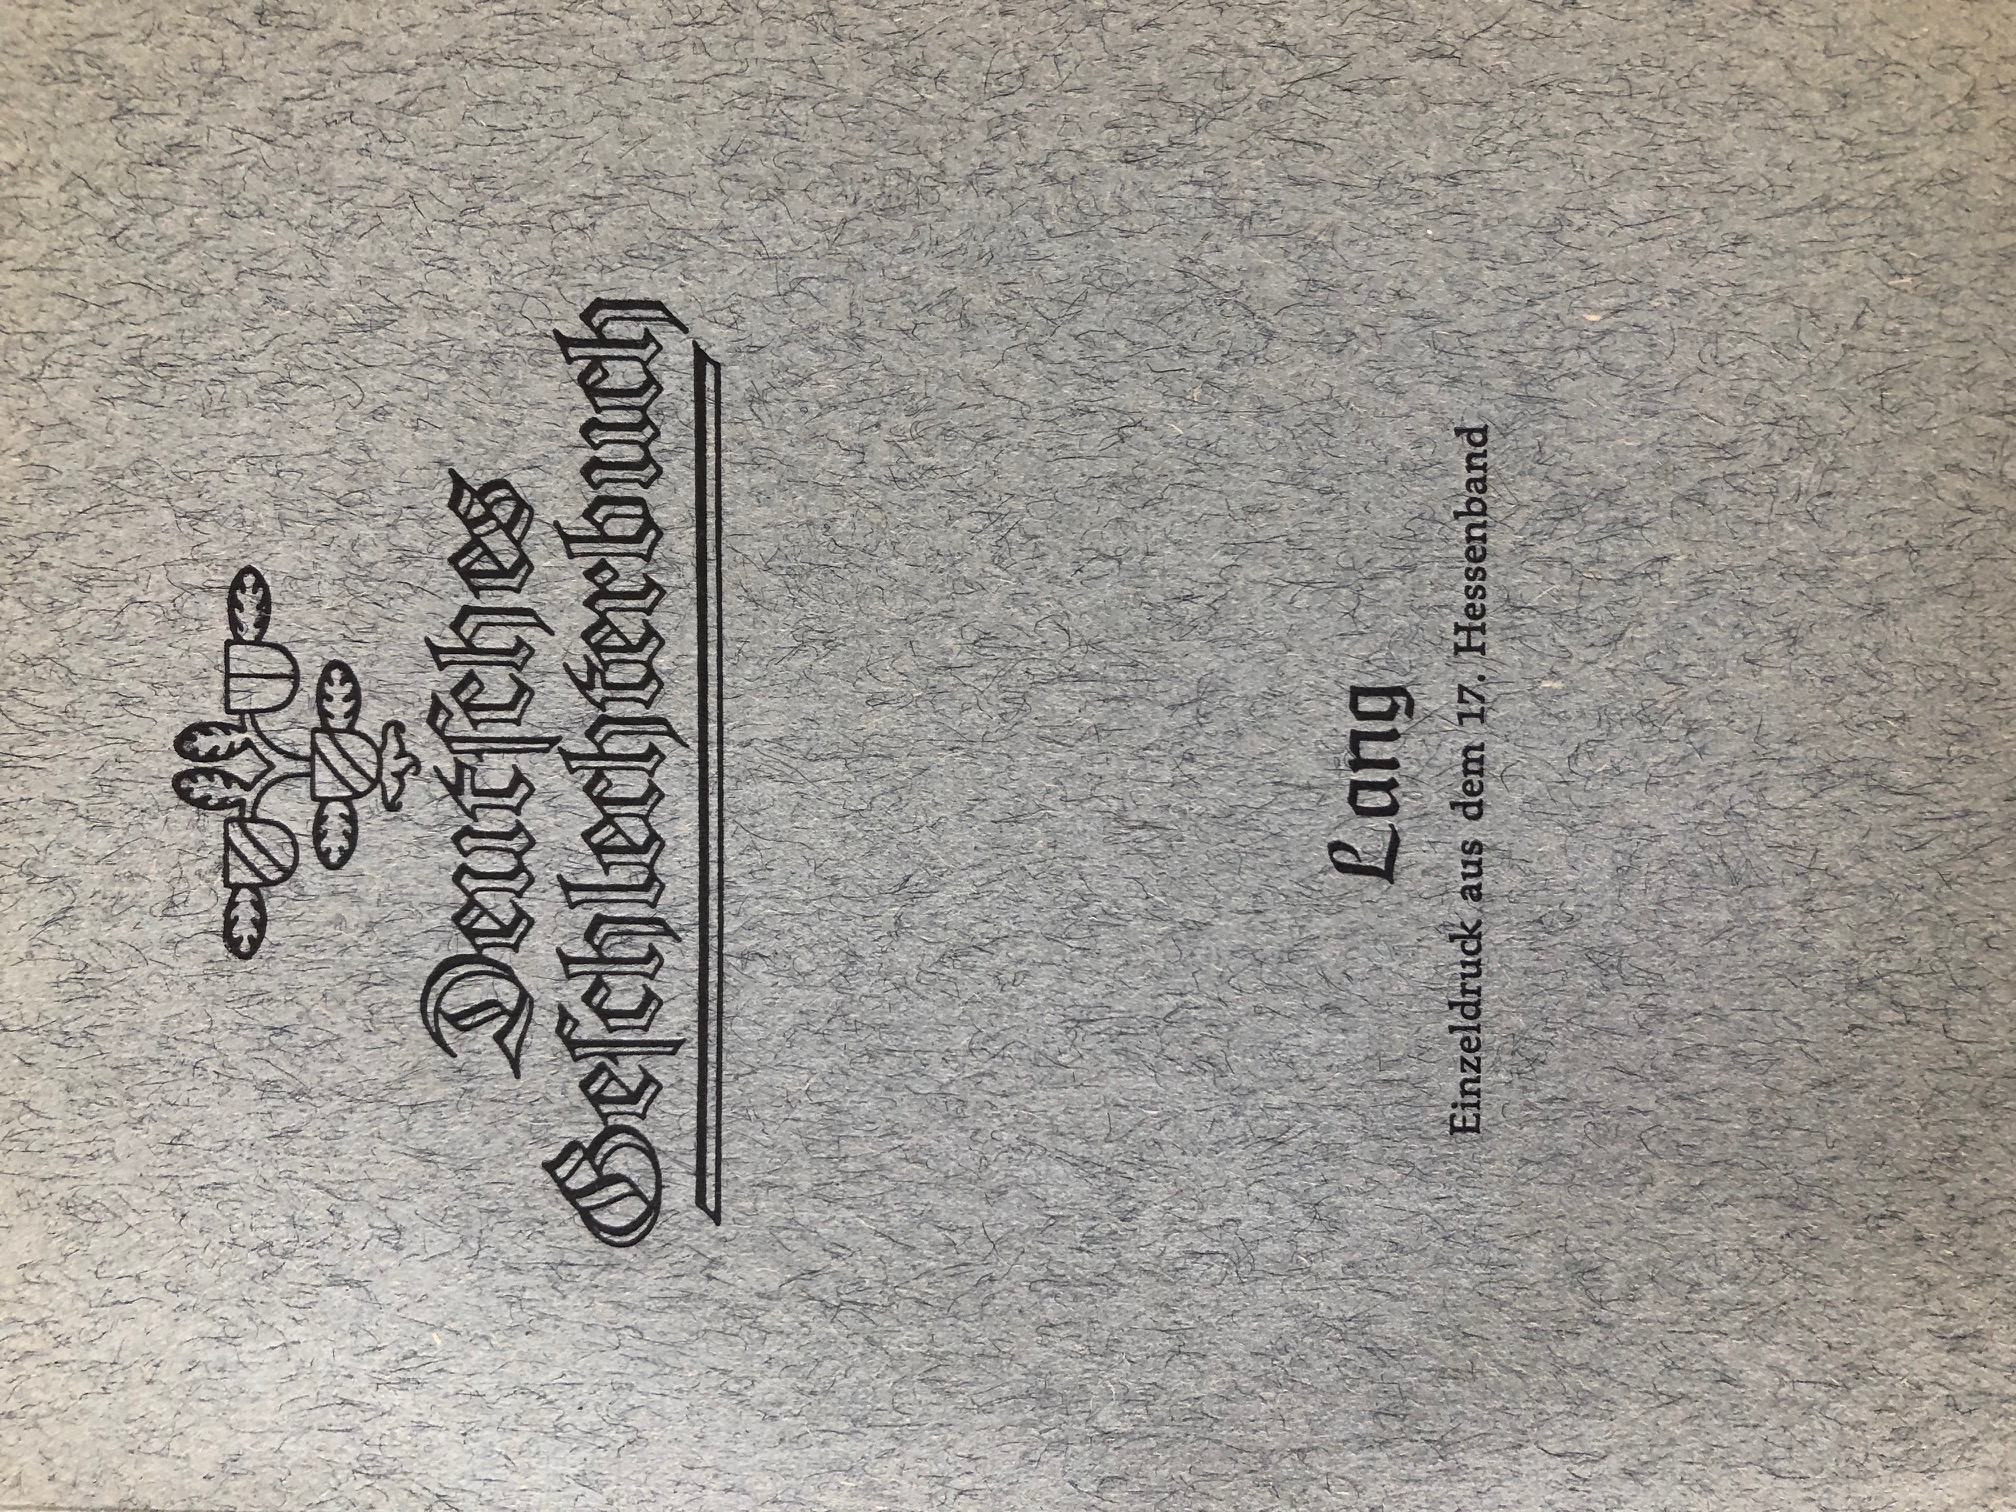 Deutſches
Geſchlechterbuch
Lang
Einzeldruck aus dem 17. Hessenband